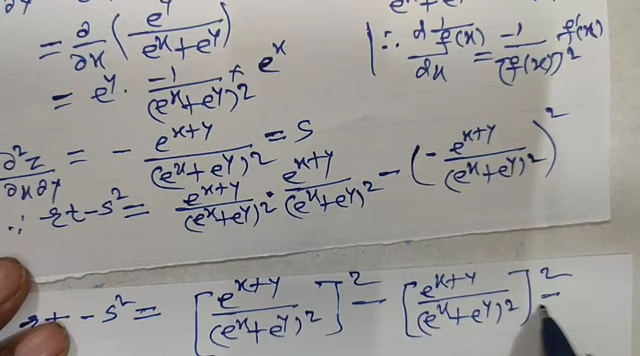 = ∂/∂x (e^y/(e^x+e^y))
∴ d 1/f(x) / dx = -1/(f(x))² f'(x)
= e^y · -1/(e^x+e^y)² * e^x
∂²z/∂x∂y = - e^(x+y)/(e^x+e^y)² = s
∴ rt-s² = e^(x+y)/(e^x+e^y)² · e^(x+y)/(e^x+e^y)² - (- e^(x+y)/(e^x+e^y)²)²
rt - s² = [e^(x+y)/(e^x+e^y)²]² - [e^(x+y)/(e^x+e^y)²]² =